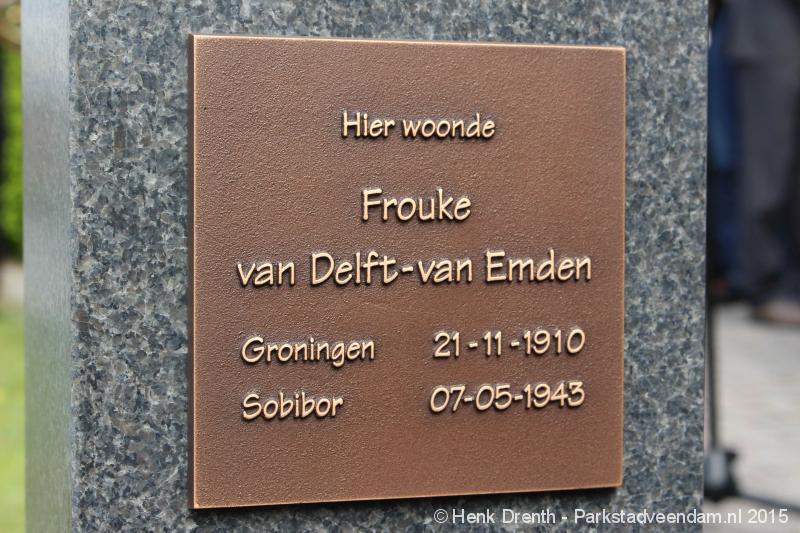 Hier woonde
Frouke
van Delft-van Emden
Groningen 21-11-1910
Sobibor 07-05-1943
© Henk Drenth - Parkstadveendam.nl 2015